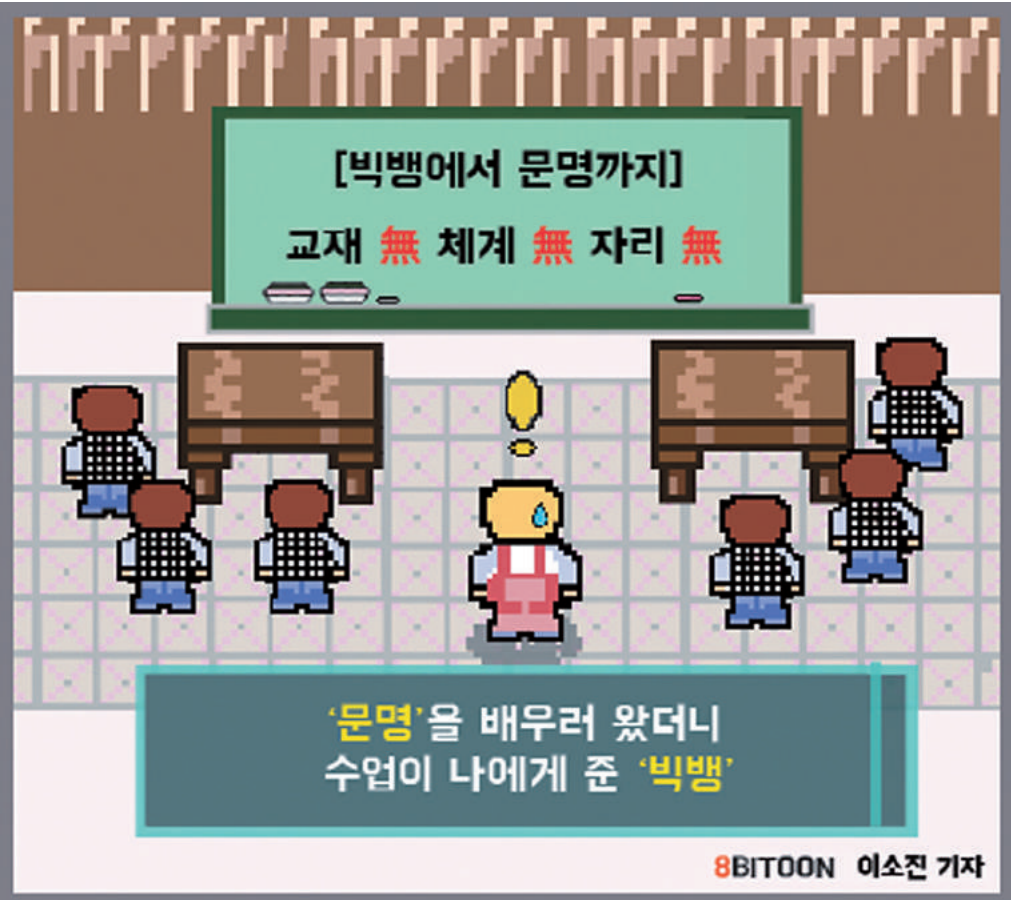 [빅뱅에서 문명까지]
교재 無 체계 無 자리 無
‘문명’을 배우러 왔더니
수업이 나에게 준 ‘빅뱅’
8BITOON 이소진 기자